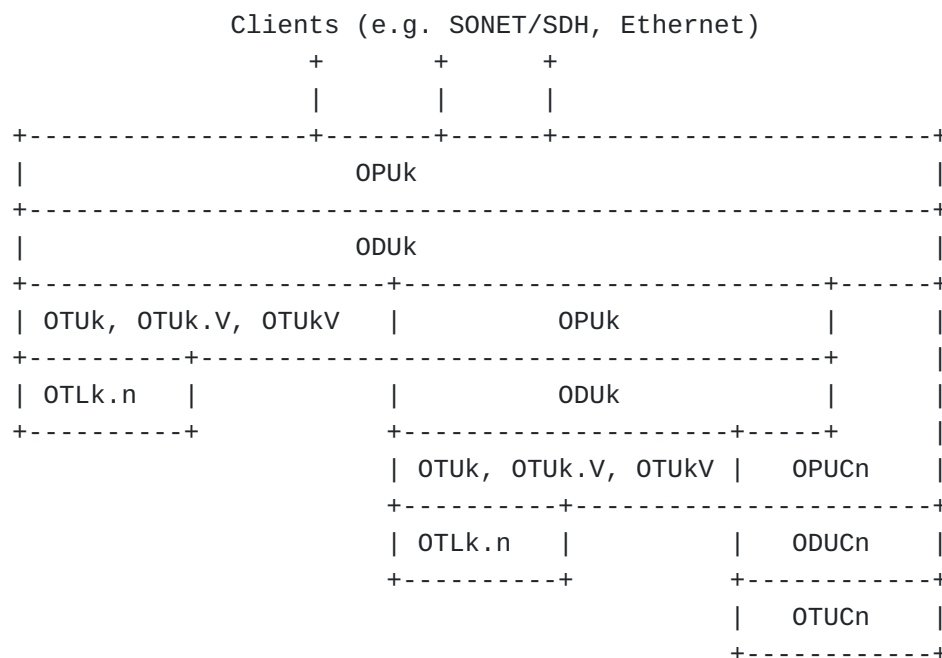 Clients (e.g. SONET/SDH, Ethernet)
OPUk
ODUk
OTUk, OTUk.V, OTUkV OPUk
OTLk.n ODUk
OTUk, OTUk.V, OTUkV OPUCn
OTLk.n ODUCn
OTUCn